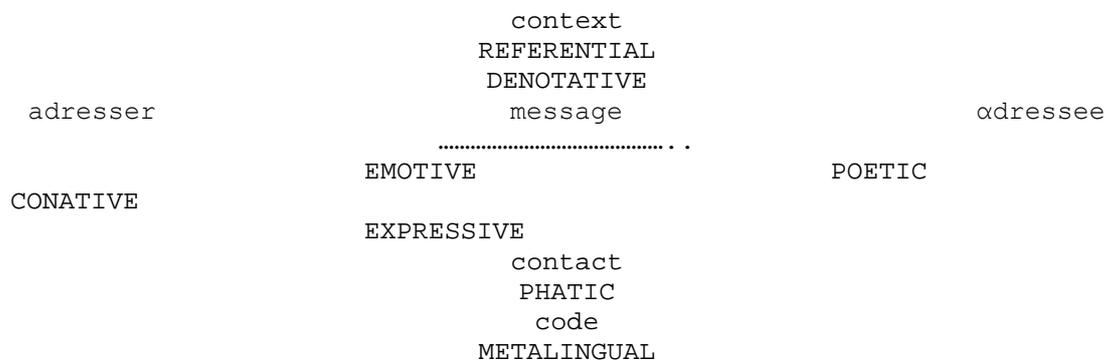 context
REFERENTIAL
DENOTATIVE
adresser message αdressee
……………………………………..
EMOTIVE POETIC
CONATIVE
EXPRESSIVE
contact
PHATIC
code
METALINGUAL